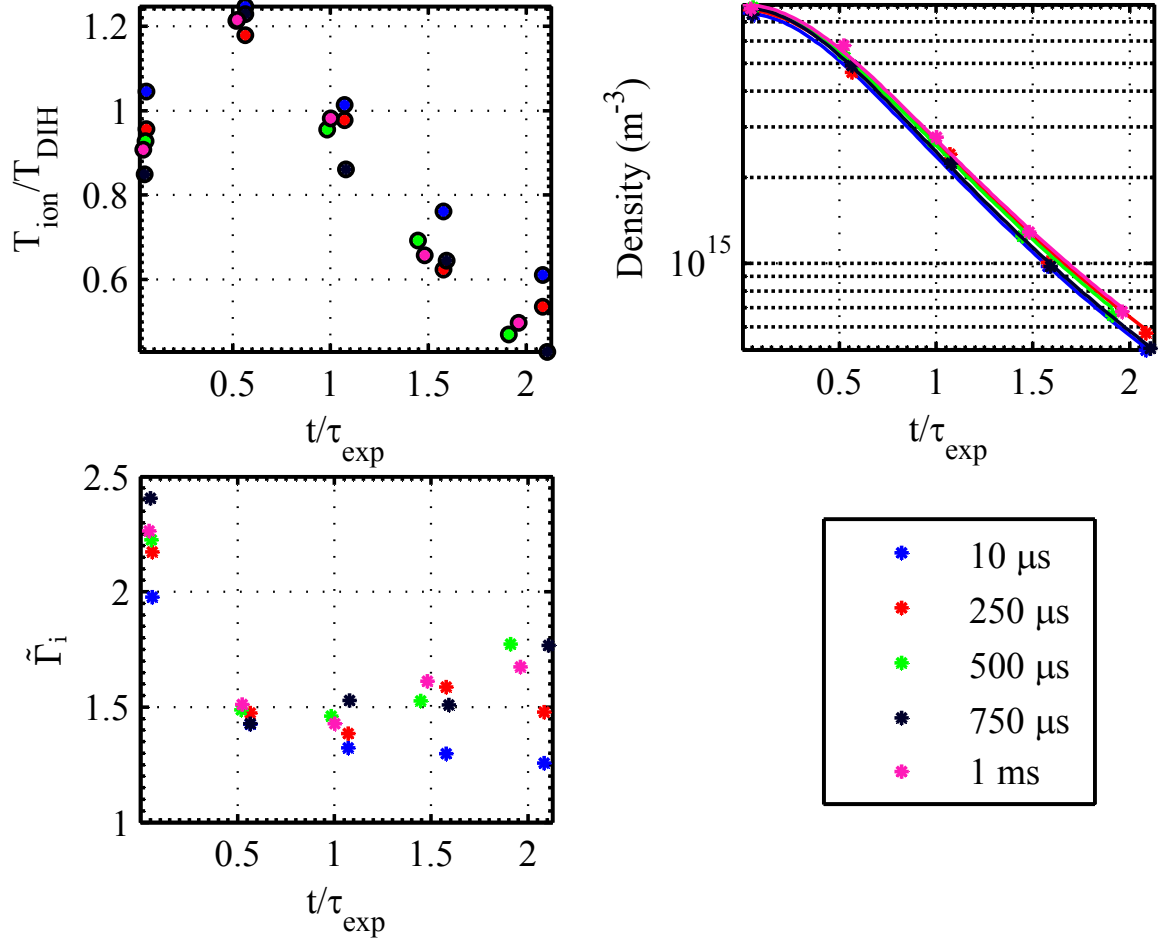 1.2
1
0.8
0.6
T_ion/T_DIH
0.5
1
1.5
2
t/τ_exp
Density (m^-3)
10^15
0.5
1
1.5
2
t/τ_exp
2.5
2
1.5
1
Γ̃_i
0.5
1
1.5
2
t/τ_exp
10 μs
250 μs
500 μs
750 μs
1 ms